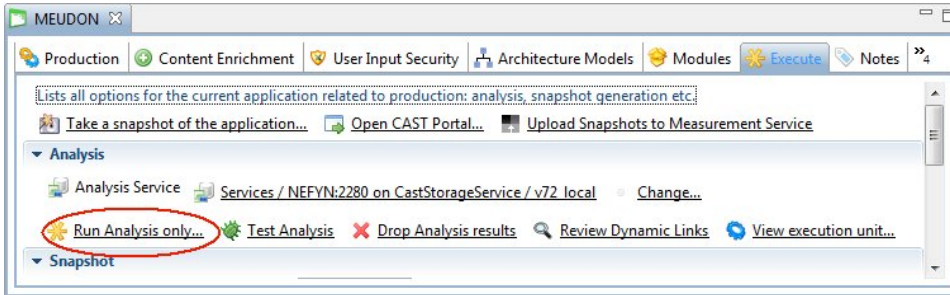 MEUDON
Production Content Enrichment User Input Security Architecture Models Modules Execute Notes »4
Lists all options for the current application related to production: analysis, snapshot generation etc.
Take a snapshot of the application... Open CAST Portal... Upload Snapshots to Measurement Service
Analysis
Analysis Service Services / NEFYN:2280 on CastStorageService / v72_local Change...
Run Analysis only... Test Analysis Drop Analysis results Review Dynamic Links View execution unit...
Snapshot